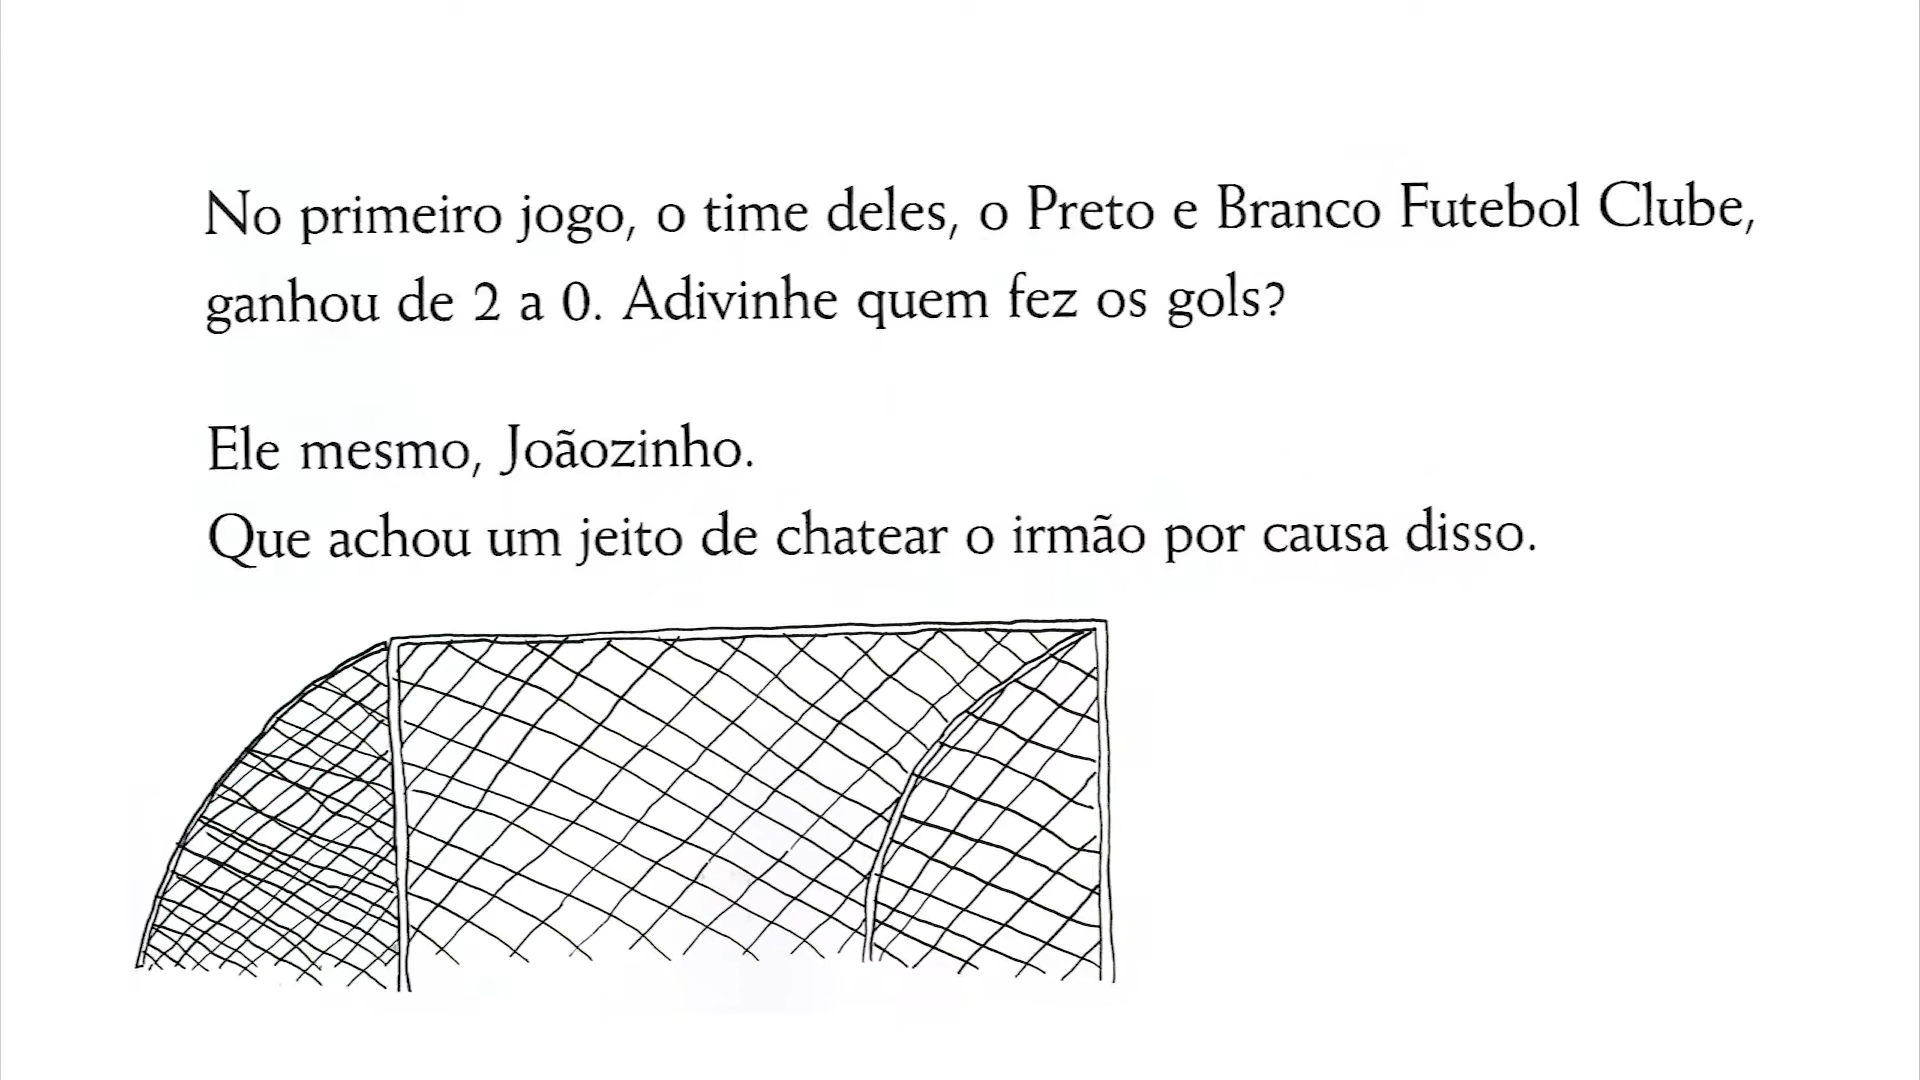 No primeiro jogo, o time deles, o Preto e Branco Futebol Clube,
ganhou de 2 a 0. Adivinhe quem fez os gols?
Ele mesmo, Joãozinho.
Que achou um jeito de chatear o irmão por causa disso.